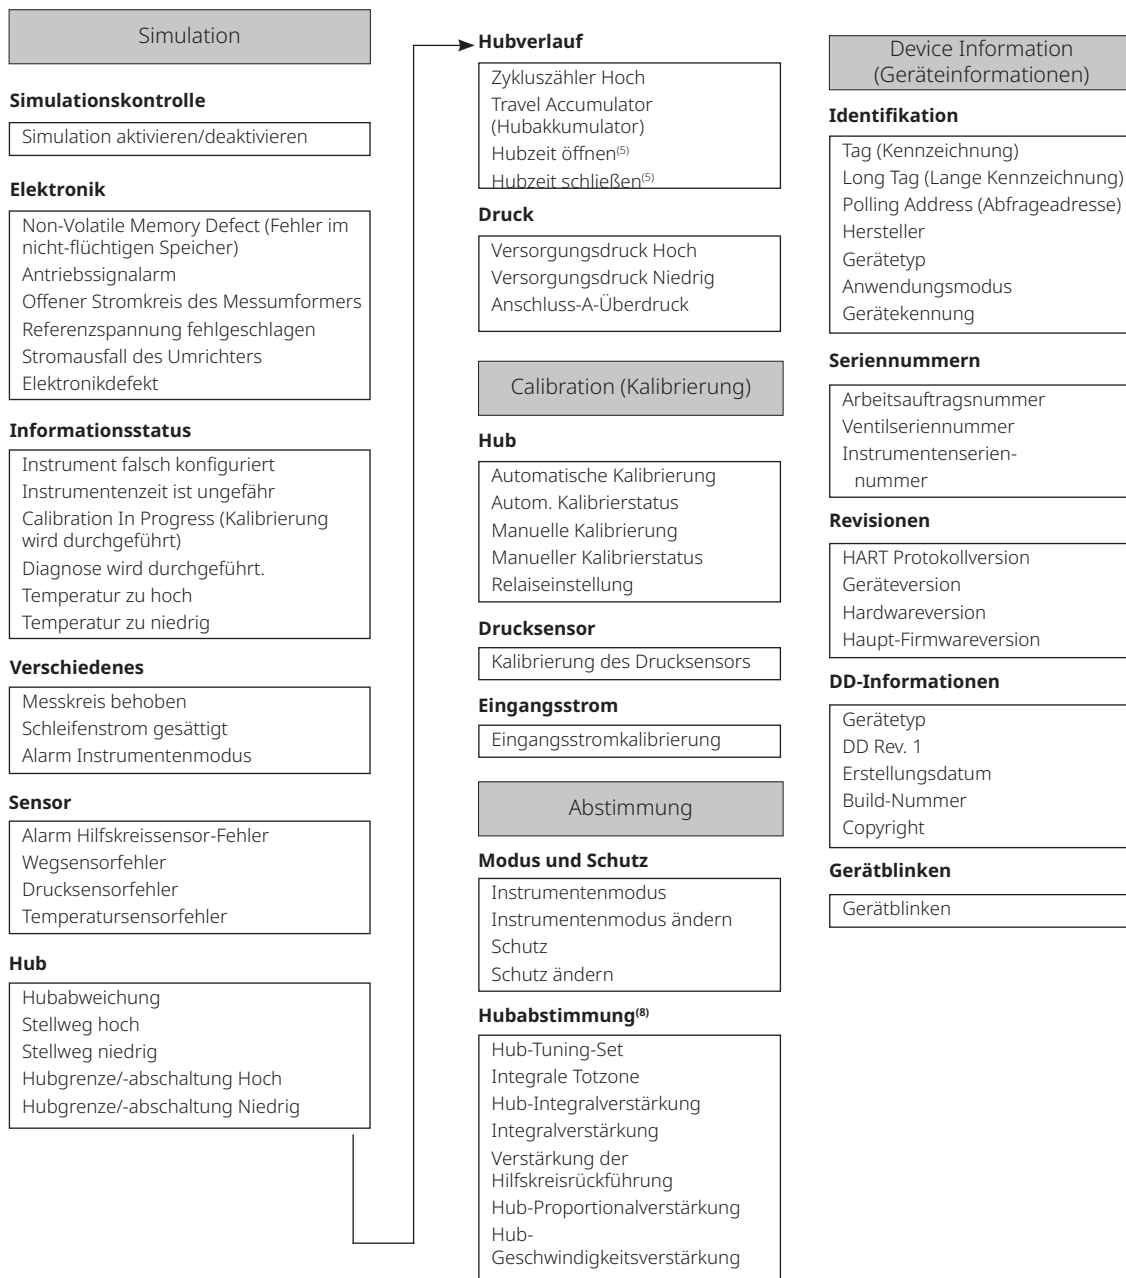 Simulation
Simulationskontrolle
Simulation aktivieren/deaktivieren
Elektronik
Non-Volatile Memory Defect (Fehler im
nicht-flüchtigen Speicher)
Antriebssignalarm
Offener Stromkreis des Messumformers
Referenzspannung fehlgeschlagen
Stromausfall des Umrichters
Elektronikdefekt
Informationsstatus
Instrument falsch konfiguriert
Instrumentenzeit ist ungefähr
Calibration In Progress (Kalibrierung
wird durchgeführt)
Diagnose wird durchgeführt.
Temperatur zu hoch
Temperatur zu niedrig
Verschiedenes
Messkreis behoben
Schleifenstrom gesättigt
Alarm Instrumentenmodus
Sensor
Alarm Hilfskreissensor-Fehler
Wegsensorfehler
Drucksensorfehler
Temperatursensorfehler
Hub
Hubabweichung
Stellweg hoch
Stellweg niedrig
Hubgrenze/-abschaltung Hoch
Hubgrenze/-abschaltung Niedrig
Hubverlauf
Zykluszähler Hoch
Travel Accumulator
(Hubakkumulator)
Hubzeit öffnen(5)
Hubzeit schließen(5)
Druck
Versorgungsdruck Hoch
Versorgungsdruck Niedrig
Anschluss-A-Überdruck
Calibration (Kalibrierung)
Hub
Automatische Kalibrierung
Autom. Kalibrierstatus
Manuelle Kalibrierung
Manueller Kalibrierstatus
Relaiseinstellung
Drucksensor
Kalibrierung des Drucksensors
Eingangsstrom
Eingangsstromkalibrierung
Abstimmung
Modus und Schutz
Instrumentenmodus
Instrumentenmodus ändern
Schutz
Schutz ändern
Hubabstimmung(8)
Hub-Tuning-Set
Integrale Totzone
Hub-Integralverstärkung
Integralverstärkung
Verstärkung der
Hilfskreisrückführung
Hub-Proportionalverstärkung
Hub-
Geschwindigkeitsverstärkung
Device Information
(Geräteinformationen)
Identifikation
Tag (Kennzeichnung)
Long Tag (Lange Kennzeichnung)
Polling Address (Abfrageadresse)
Hersteller
Gerätetyp
Anwendungsmodus
Gerätekennung
Seriennummern
Arbeitsauftragsnummer
Ventilseriennummer
Instrumentenserien-
nummer
Revisionen
HART Protokollversion
Geräteversion
Hardwareversion
Haupt-Firmwareversion
DD-Informationen
Gerätetyp
DD Rev. 1
Erstellungsdatum
Build-Nummer
Copyright
Gerätblinken
Gerätblinken